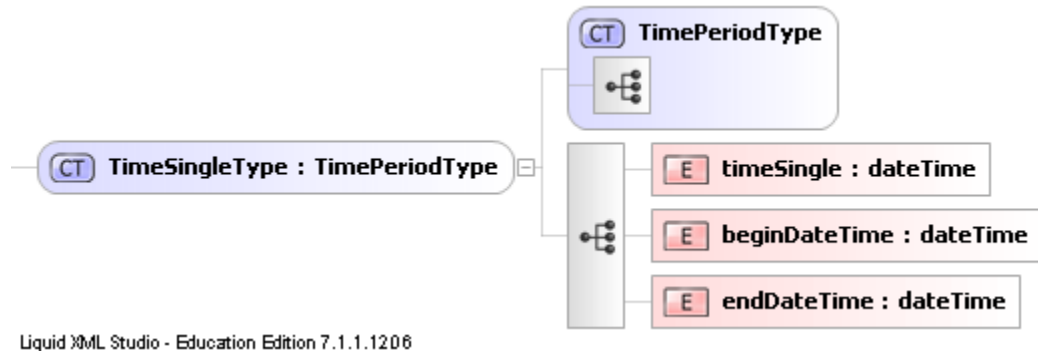 CT TimePeriodType
CT TimeSingleType : TimePeriodType
E timeSingle : dateTime
E beginDateTime : dateTime
E endDateTime : dateTime
Liquid XML Studio - Education Edition 7.1.1.1206